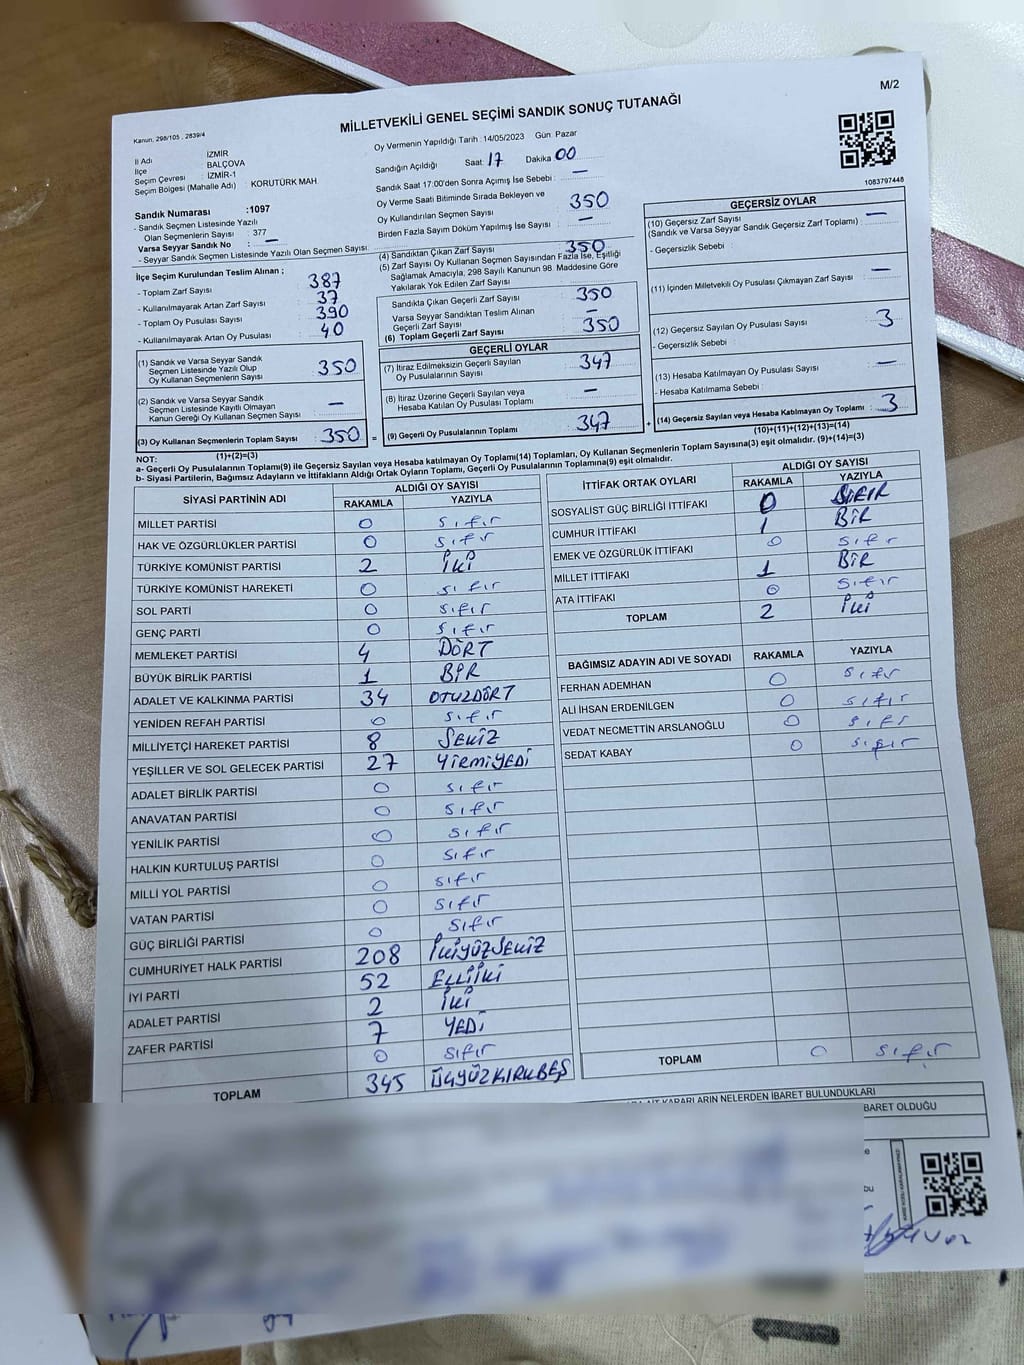 M/2
MİLLETVEKİLİ GENEL SEÇİMİ SANDIK SONUÇ TUTANAĞI
Kanun, 298/105 , 2839/4
İl Adı : İZMİR
İlçe : BALÇOVA
Seçim Çevresi : İZMİR-1
Seçim Bölgesi (Mahalle Adı) : KORUTÜRK MAH
Sandık Numarası :1097
- Sandık Seçmen Listesinde Yazılı
Olan Seçmenlerin Sayısı : 377
Varsa Seyyar Sandık No : —
- Seyyar Sandık Seçmen Listesinde Yazılı Olan Seçmen Sayısı:
Oy Vermenin Yapıldığı Tarih : 14/05/2023 Gün: Pazar
Sandığın Açıldığı Saat 17 Dakika 00
Sandık Saat 17:00'den Sonra Açımış İse Sebebi : —
Oy Verme Saati Bitiminde Sırada Bekleyen ve
Oy Kullandırılan Seçmen Sayısı : 350
Birden Fazla Sayım Döküm Yapılmış İse Sayısı : —
1083797448
İlçe Seçim Kurulundan Teslim Alınan ;
- Toplam Zarf Sayısı : 387
- Kullanılmayarak Artan Zarf Sayısı : 37
- Toplam Oy Pusulası Sayısı : 390
- Kullanılmayarak Artan Oy Pusulası : 40
(1) Sandık ve Varsa Seyyar Sandık
Seçmen Listesinde Yazılı Olup
Oy Kullanan Seçmenlerin Sayısı : 350
(2) Sandık ve Varsa Seyyar Sandık
Seçmen Listesinde Kayıtlı Olmayan
Kanun Gereği Oy Kullanan Seçmen Sayısı : —
(3) Oy Kullanan Seçmenlerin Toplam Sayısı : 350
(1)+(2)=(3)
(4) Sandıktan Çıkan Zarf Sayısı : 350
(5) Zarf Sayısı Oy Kullanan Seçmen Sayısından Fazla İse, Eşitliği
Sağlamak Amacıyla, 298 Sayılı Kanunun 98. Maddesine Göre
Yakılarak Yok Edilen Zarf Sayısı :
Sandıkta Çıkan Geçerli Zarf Sayısı : 350
Varsa Seyyar Sandıktan Teslim Alınan
Geçerli Zarf Sayısı : —
(6) Toplam Geçerli Zarf Sayısı : 350
GEÇERLİ OYLAR
(7) İtiraz Edilmeksizin Geçerli Sayılan
Oy Pusulalarının Sayısı : 347
(8) İtiraz Üzerine Geçerli Sayılan veya
Hesaba Katılan Oy Pusulası Toplamı : —
= (9) Geçerli Oy Pusulalarının Toplamı : 347
GEÇERSİZ OYLAR
(10) Geçersiz Zarf Sayısı : —
(Sandık ve Varsa Seyyar Sandık Geçersiz Zarf Toplamı)
- Geçersizlik Sebebi :
(11) İçinden Milletvekili Oy Pusulası Çıkmayan Zarf Sayısı : —
(12) Geçersiz Sayılan Oy Pusulası Sayısı : 3
- Geçersizlik Sebebi :
(13) Hesaba Katılmayan Oy Pusulası Sayısı : —
- Hesaba Katılmama Sebebi :
+ (14) Geçersiz Sayılan veya Hesaba Katılmayan Oy Toplamı : 3
(10)+(11)+(12)+(13)=(14)
NOT:
a- Geçerli Oy Pusulalarının Toplamı(9) ile Geçersiz Sayılan veya Hesaba katılmayan Oy Toplamı(14) Toplamları, Oy Kullanan Seçmenlerin Toplam Sayısına(3) eşit olmalıdır. (9)+(14)=(3)
b- Siyasi Partilerin, Bağımsız Adayların ve İttifakların Aldığı Ortak Oyların Toplamı, Geçerli Oy Pusulalarının Toplamına(9) eşit olmalıdır.
SİYASİ PARTİNİN ADI ALDIĞI OY SAYISI
RAKAMLA YAZIYLA
MİLLET PARTİSİ 0 sıfır
HAK VE ÖZGÜRLÜKLER PARTİSİ 0 sıfır
TÜRKİYE KOMÜNİST PARTİSİ 2 İKİ
TÜRKİYE KOMÜNİST HAREKETİ 0 sıfır
SOL PARTİ 0 sıfır
GENÇ PARTİ 0 sıfır
MEMLEKET PARTİSİ 4 DÖRT
BÜYÜK BİRLİK PARTİSİ 1 BİR
ADALET VE KALKINMA PARTİSİ 34 OTUZDÖRT
YENİDEN REFAH PARTİSİ 0 sıfır
MİLLİYETÇİ HAREKET PARTİSİ 8 SEKİZ
YEŞİLLER VE SOL GELECEK PARTİSİ 27 YİRMİYEDİ
ADALET BİRLİK PARTİSİ 0 sıfır
ANAVATAN PARTİSİ 0 sıfır
YENİLİK PARTİSİ 0 sıfır
HALKIN KURTULUŞ PARTİSİ 0 sıfır
MİLLİ YOL PARTİSİ 0 sıfır
VATAN PARTİSİ 0 sıfır
GÜÇ BİRLİĞİ PARTİSİ 0 sıfır
CUMHURİYET HALK PARTİSİ 208 İKİYÜZSEKİZ
İYİ PARTİ 52 ELLİİKİ
ADALET PARTİSİ 2 İKİ
ZAFER PARTİSİ 7 YEDİ
0 sıfır
TOPLAM 345 ÜÇYÜZKIRKBEŞ
İTTİFAK ORTAK OYLARI ALDIĞI OY SAYISI
RAKAMLA YAZIYLA
SOSYALİST GÜÇ BİRLİĞİ İTTİFAKI 0 SIFIR
CUMHUR İTTİFAKI 1 BİR
EMEK VE ÖZGÜRLÜK İTTİFAKI 0 sıfır
MİLLET İTTİFAKI 1 BİR
ATA İTTİFAKI 0 sıfır
TOPLAM 2 İKİ
BAĞIMSIZ ADAYIN ADI VE SOYADI RAKAMLA YAZIYLA
FERHAN ADEMHAN 0 sıfır
ALİ İHSAN ERDENİLGEN 0 sıfır
VEDAT NECMETTİN ARSLANOĞLU 0 sıfır
SEDAT KABAY 0 sıfır
TOPLAM 0 sıfır
KARARLARIN NELERDEN İBARET BULUNDUKLARI
BARET OLDUĞU